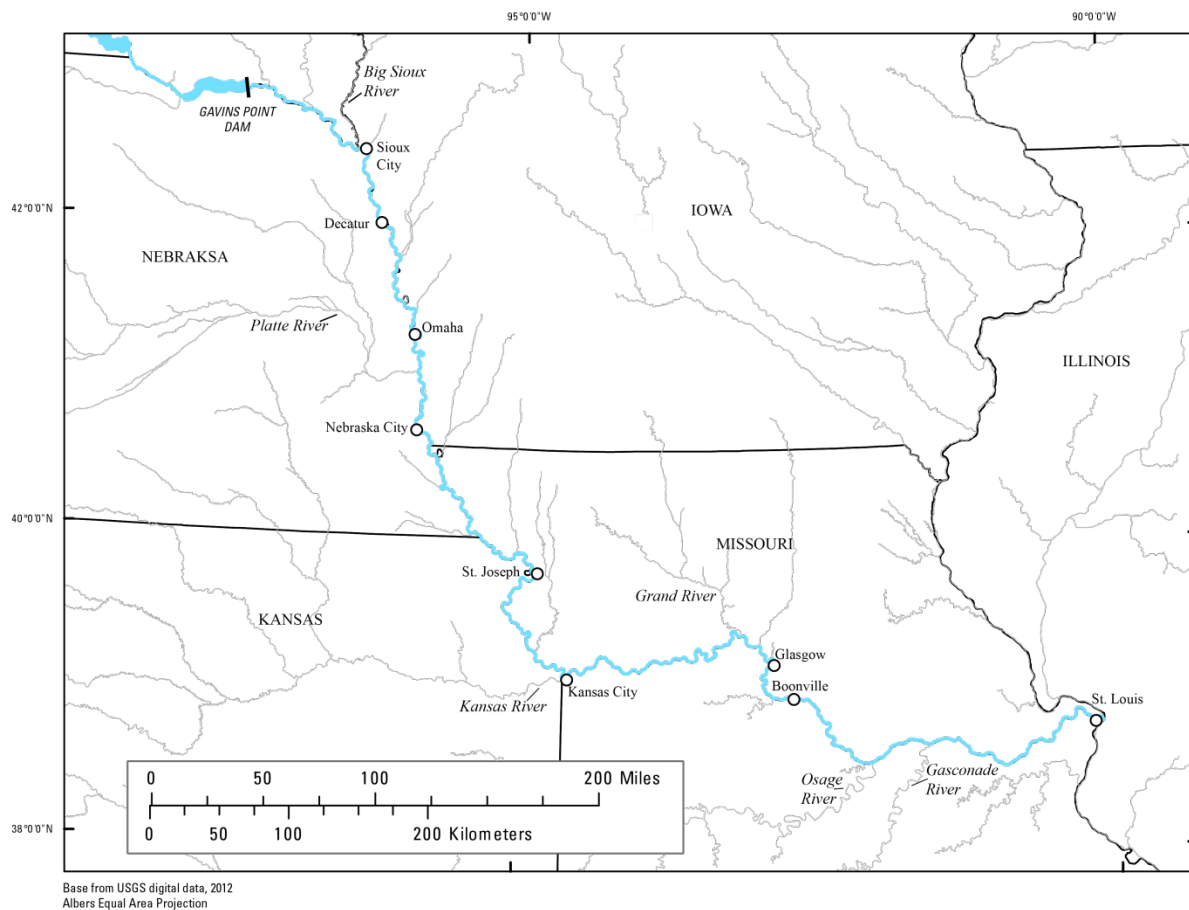 95°0'0"W
90°0'0"W
Big Sioux
River
GAVINS POINT
DAM
Sioux
City
42°0'0"N
Decatur
IOWA
NEBRAKSA
Platte River
Omaha
ILLINOIS
Nebraska City
40°0'0"N
MISSOURI
St. Joseph
Grand River
KANSAS
Glasgow
Kansas City
Boonville
Kansas River
St. Louis
Osage
River
Gasconade
River
0 50 100 200 Miles
0 50 100 200 Kilometers
38°0'0"N
Base from USGS digital data, 2012
Albers Equal Area Projection